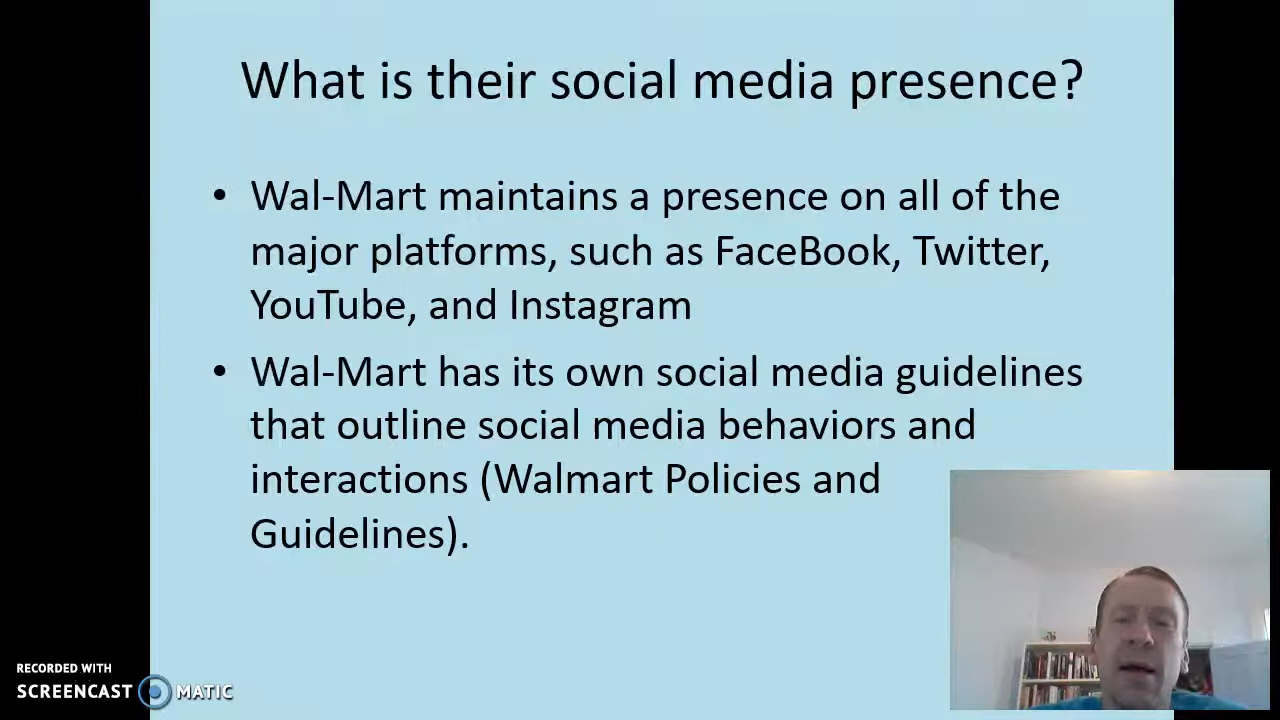 What is their social media presence?
• Wal-Mart maintains a presence on all of the
major platforms, such as FaceBook, Twitter,
YouTube, and Instagram
• Wal-Mart has its own social media guidelines
that outline social media behaviors and
interactions (Walmart Policies and
Guidelines).
RECORDED WITH
SCREENCAST MATIC